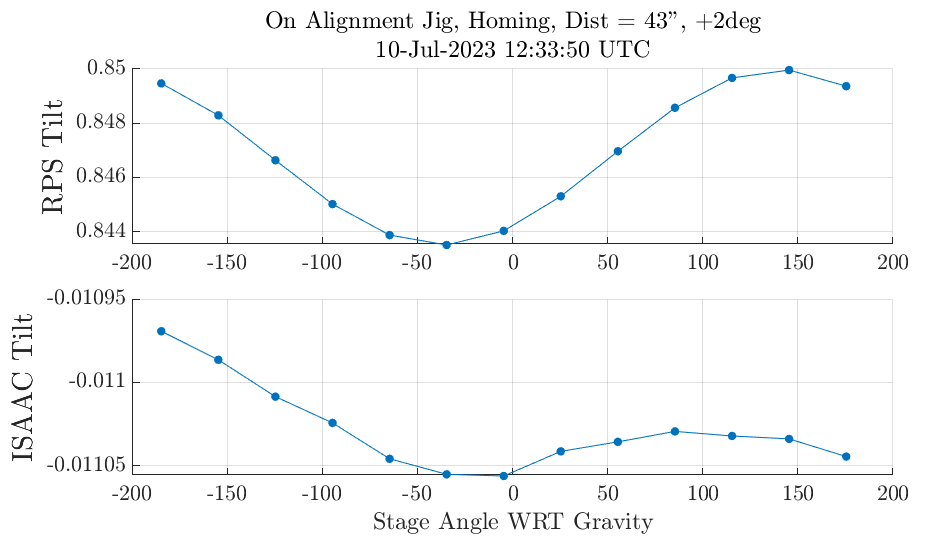 On Alignment Jig, Homing, Dist = 43", +2deg
10-Jul-2023 12:33:50 UTC
RPS Tilt
0.85
0.848
0.846
0.844
-200 -150 -100 -50 0 50 100 150 200
ISAAC Tilt
-0.01095
-0.011
-0.01105
-200 -150 -100 -50 0 50 100 150 200
Stage Angle WRT Gravity